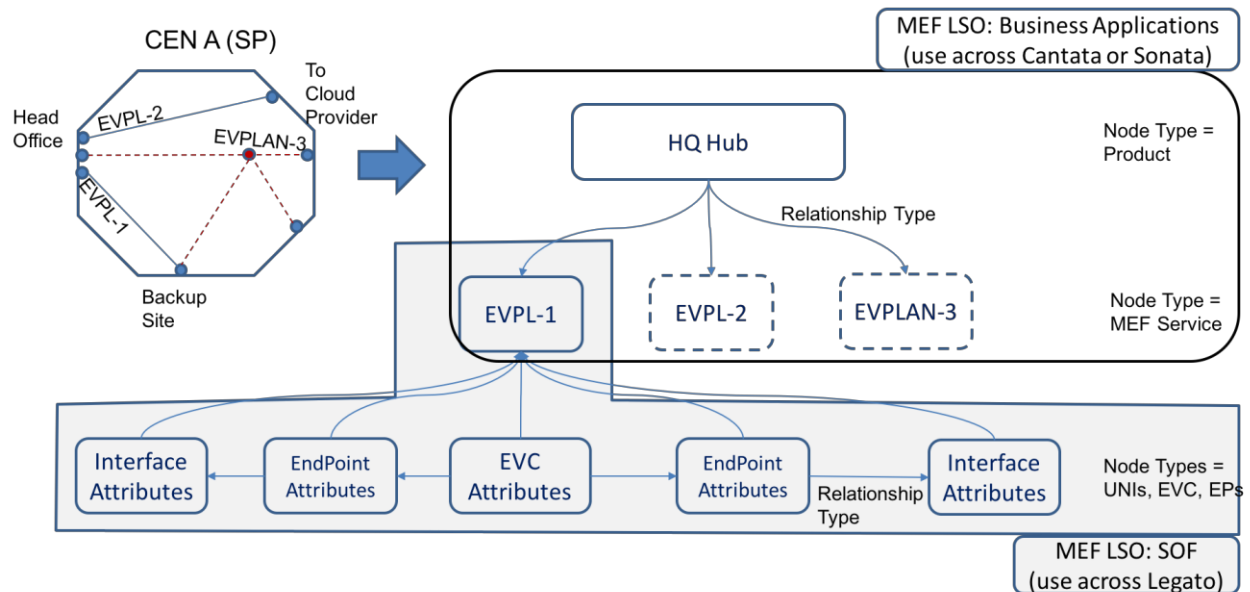 MEF LSO: Business Applications
(use across Cantata or Sonata)
CEN A (SP)
To
Cloud
Provider
Head
Office
EVPL-2
EVPLAN-3
EVPL-1
Backup
Site
HQ Hub
Node Type =
Product
Relationship Type
EVPL-1
EVPL-2
EVPLAN-3
Node Type =
MEF Service
Interface
Attributes
EndPoint
Attributes
EVC
Attributes
EndPoint
Attributes
Interface
Attributes
Relationship
Type
Node Types =
UNIs, EVC, EPs
MEF LSO: SOF
(use across Legato)